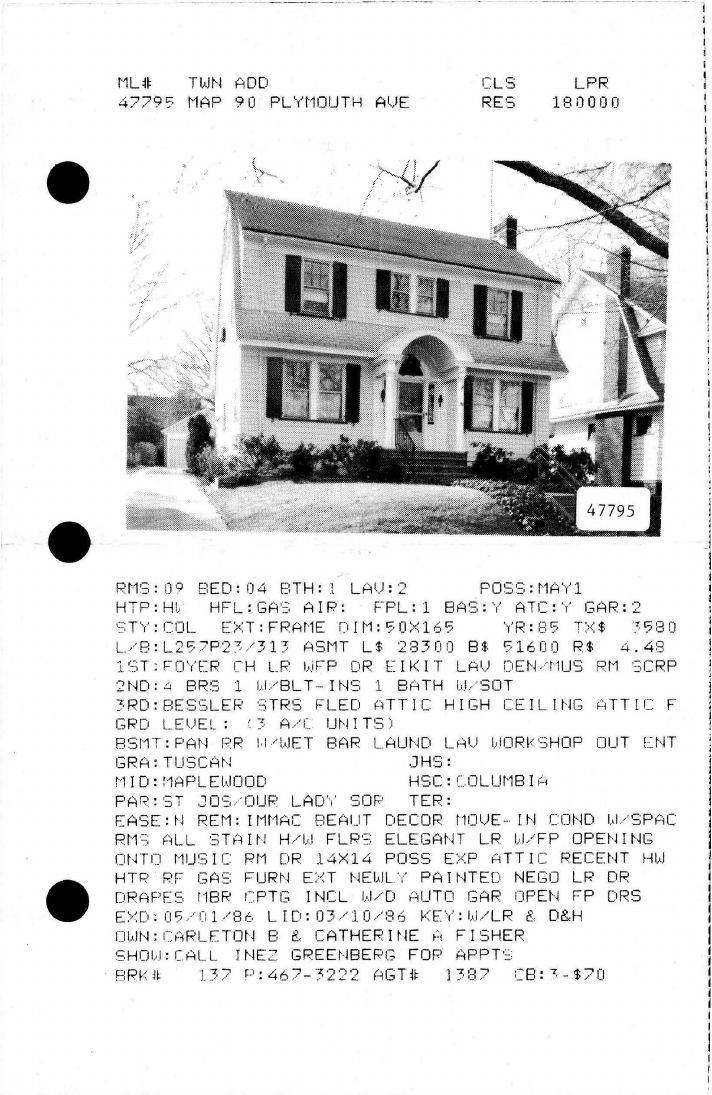 ML# TWN ADD CLS LPR
47795 MAP 90 PLYMOUTH AVE RES 180000
47795
RMS:09 BED:04 BTH:1 LAV:2 POSS:MAY1
HTP:HW HFL:GAS AIR: FPL:1 BAS:Y ATC:Y GAR:2
STY:COL EXT:FRAME DIM:50X165 YR:85 TX$ 3580
L/B:L257P23/313 ASMT L$ 28300 B$ 51600 R$ 4.48
1ST:FOYER CH LR WFP DR EIKIT LAV DEN/MUS RM SCRP
2ND:4 BRS 1 W/BLT-INS 1 BATH W/SOT
3RD:BESSLER STRS FLED ATTIC HIGH CEILING ATTIC F
GRD LEVEL: (3 A/C UNITS)
BSMT:PAN RR W/WET BAR LAUND LAV WORKSHOP OUT ENT
GRA:TUSCAN JHS:
MID:MAPLEWOOD HSC:COLUMBIA
PAR:ST JOS/OUR LADY SOR TER:
EASE:N REM:IMMAC BEAUT DECOR MOVE-IN COND W/SPAC
RMS ALL STAIN H/W FLRS ELEGANT LR W/FP OPENING
ONTO MUSIC RM DR 14X14 POSS EXP ATTIC RECENT HW
HTR RF GAS FURN EXT NEWLY PAINTED NEGO LR DR
DRAPES MBR CPTG INCL W/D AUTO GAR OPEN FP DRS
EXD:05/01/86 LID:03/10/86 KEY:W/LR & D&H
OWN:CARLETON B & CATHERINE A FISHER
SHOW:CALL INEZ GREENBERG FOR APPTS
BRK# 137 P:467-3222 AGT# 1387 CB:3-$70